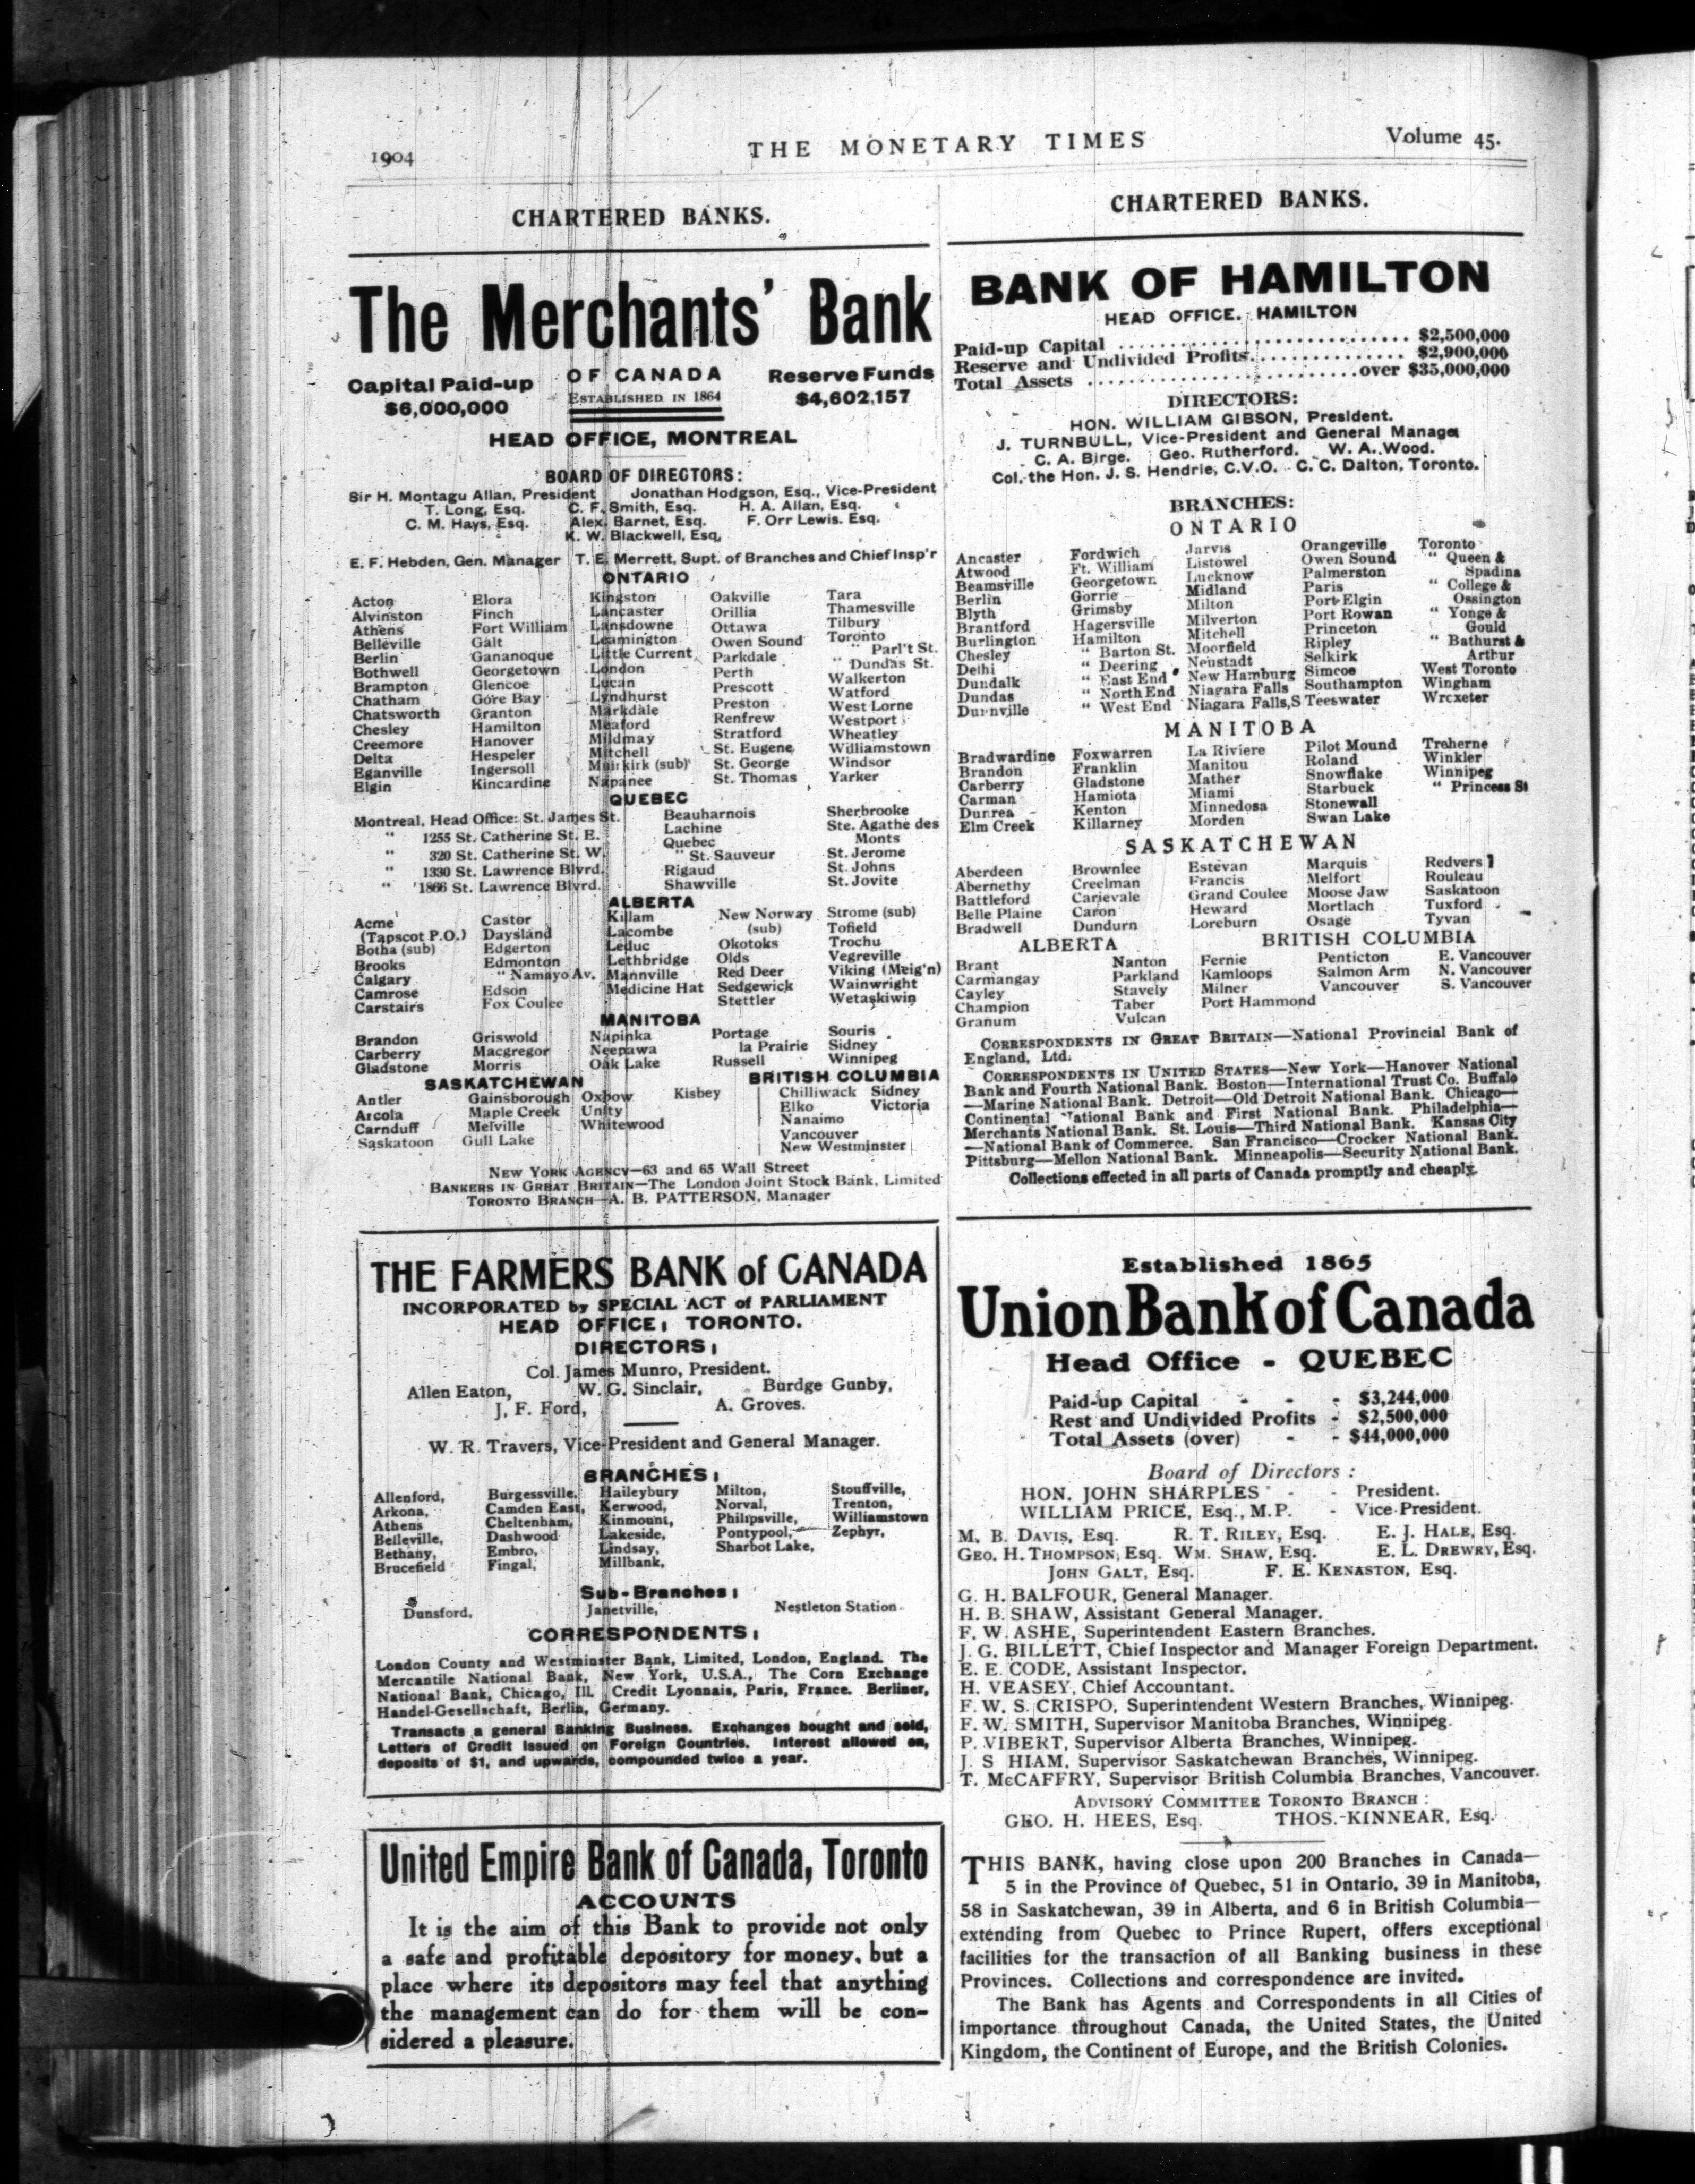 1904
THE MONETARY TIMES
Volume 45.
CHARTERED BANKS.
The Merchants' Bank
Capital Paid-up
$6,000,000
OF CANADA
ESTABLISHED IN 1864
Reserve Funds
$4,602,157
HEAD OFFICE, MONTREAL
BOARD OF DIRECTORS:
Sir H. Montagu Allan, President Jonathan Hodgson, Esq., Vice-President
T. Long, Esq. C. F. Smith, Esq. H. A. Allan, Esq.
C. M. Hays, Esq. Alex. Barnet, Esq. F. Orr Lewis. Esq.
K. W. Blackwell, Esq,
E. F. Hebden, Gen. Manager T. E. Merrett, Supt. of Branches and Chief Insp'r
ONTARIO
Acton Elora Kingston Oakville Tara
Alvinston Finch Lancaster Orillia Thamesville
Athens Fort William Lansdowne Ottawa Tilbury
Belleville Galt Leamington Owen Sound Toronto
Berlin Gananoque Little Current Parkdale " Parl't St.
Bothwell Georgetown London Perth " Dundas St.
Brampton Glencoe Lucan Prescott Walkerton
Chatham Gore Bay Lyndhurst Preston Watford
Chatsworth Granton Markdale Renfrew West Lorne
Chesley Hamilton Meaford Stratford Westport
Creemore Hanover Mildmay St. Eugene Wheatley
Delta Hespeler Mitchell St. George Williamstown
Eganville Ingersoll Muirkirk (sub) St. Thomas Windsor
Elgin Kincardine Napanee Yarker
QUEBEC
Montreal, Head Office: St. James St. Beauharnois Sherbrooke
" 1255 St. Catherine St. E. Lachine Ste. Agathe des
" 320 St. Catherine St. W. Quebec Monts
" 1330 St. Lawrence Blvrd. " St. Sauveur St. Jerome
" 1866 St. Lawrence Blvrd. Rigaud St. Johns
Shawville St. Jovite
ALBERTA
Acme Castor Killam New Norway Strome (sub)
(Tapscot P.O.) Daysland Lacombe (sub) Tofield
Botha (sub) Edgerton Leduc Okotoks Trochu
Brooks Edmonton Lethbridge Olds Vegreville
Calgary " Namayo Av. Mannville Red Deer Viking (Meig'n)
Camrose Edson Medicine Hat Sedgewick Wainwright
Carstairs Fox Coulee Stettler Wetaskiwin
MANITOBA
Brandon Griswold Napinka Portage Souris
Carberry Macgregor Neepawa la Prairie Sidney
Gladstone Morris Oak Lake Russell Winnipeg
SASKATCHEWAN BRITISH COLUMBIA
Antler Gainsborough Oxbow Kisbey Chilliwack Sidney
Arcola Maple Creek Unity Elko Victoria
Carnduff Melville Whitewood Nanaimo
Saskatoon Gull Lake Vancouver
New Westminster
NEW YORK AGENCY—63 and 65 Wall Street
BANKERS IN GREAT BRITAIN—The London Joint Stock Bank, Limited
TORONTO BRANCH—A. B. PATTERSON, Manager
THE FARMERS BANK of CANADA
INCORPORATED by SPECIAL ACT of PARLIAMENT
HEAD OFFICE: TORONTO.
DIRECTORS:
Col. James Munro, President.
Allen Eaton, W. G. Sinclair, Burdge Gunby,
J. F. Ford, A. Groves.
W. R. Travers, Vice-President and General Manager.
BRANCHES:
Allenford, Burgessville, Haileybury Milton, Stouffville,
Arkona, Camden East, Kerwood, Norval, Trenton,
Athens Cheltenham, Kinmount, Philipsville, Williamstown
Belleville, Dashwood Lakeside, Pontypool, Zephyr,
Bethany, Embro, Lindsay, Sharbot Lake,
Brucefield Fingal, Millbank,
Sub-Branches:
Dunsford, Janetville, Nestleton Station
CORRESPONDENTS:
London County and Westminster Bank, Limited, London, England. The
Mercantile National Bank, New York, U.S.A., The Corn Exchange
National Bank, Chicago, Ill. Credit Lyonnais, Paris, France. Berliner,
Handel-Gesellschaft, Berlin, Germany.
Transacts a general Banking Business. Exchanges bought and sold,
Letters of Credit issued on Foreign Countries. Interest allowed on,
deposits of $1, and upwards, compounded twice a year.
United Empire Bank of Canada, Toronto
ACCOUNTS
It is the aim of this Bank to provide not only
a safe and profitable depository for money, but a
place where its depositors may feel that anything
the management can do for them will be con-
sidered a pleasure.
CHARTERED BANKS.
BANK OF HAMILTON
HEAD OFFICE. HAMILTON
Paid-up Capital .......... $2,500,000
Reserve and Undivided Profits .......... $2,900,000
Total Assets .......... over $35,000,000
DIRECTORS:
HON. WILLIAM GIBSON, President.
J. TURNBULL, Vice-President and General Manager
C. A. Birge. Geo. Rutherford. W. A. Wood.
Col. the Hon. J. S. Hendrie, C.V.O. C. C. Dalton, Toronto.
BRANCHES:
ONTARIO
Ancaster Fordwich Jarvis Orangeville Toronto
Atwood Ft. William Listowel Owen Sound " Queen &
Beamsville Georgetown Lucknow Palmerston Spadina
Berlin Gorrie Midland Paris " College &
Blyth Grimsby Milton Port Elgin Ossington
Brantford Hagersville Milverton Port Rowan " Yonge &
Burlington Hamilton Mitchell Princeton Gould
Chesley " Barton St. Moorfield Ripley " Bathurst &
Delhi " Deering Neustadt Selkirk Arthur
Dundalk " East End New Hamburg Simcoe West Toronto
Dundas " North End Niagara Falls Southampton Wingham
Dunnville " West End Niagara Falls, S Teeswater Wroxeter
MANITOBA
Bradwardine Foxwarren La Riviere Pilot Mound Treherne
Brandon Franklin Manitou Roland Winkler
Carberry Gladstone Mather Snowflake Winnipeg
Carman Hamiota Miami Starbuck " Princess St
Dunrea Kenton Minnedosa Stonewall
Elm Creek Killarney Morden Swan Lake
SASKATCHEWAN
Aberdeen Brownlee Estevan Marquis Redvers
Abernethy Creelman Francis Melfort Rouleau
Battleford Carievale Grand Coulee Moose Jaw Saskatoon
Belle Plaine Caron Heward Mortlach Tuxford
Bradwell Dundurn Loreburn Osage Tyvan
ALBERTA BRITISH COLUMBIA
Brant Nanton Fernie Penticton E. Vancouver
Carmangay Parkland Kamloops Salmon Arm N. Vancouver
Cayley Stavely Milner Vancouver S. Vancouver
Champion Taber Port Hammond
Granum Vulcan
CORRESPONDENTS IN GREAT BRITAIN—National Provincial Bank of
England, Ltd.
CORRESPONDENTS IN UNITED STATES—New York—Hanover National
Bank and Fourth National Bank. Boston—International Trust Co. Buffalo
—Marine National Bank. Detroit—Old Detroit National Bank. Chicago—
Continental National Bank and First National Bank. Philadelphia—
Merchants National Bank. St. Louis—Third National Bank. Kansas City
—National Bank of Commerce. San Francisco—Crocker National Bank.
Pittsburg—Mellon National Bank. Minneapolis—Security National Bank.
Collections effected in all parts of Canada promptly and cheaply.
Established 1865
Union Bank of Canada
Head Office - QUEBEC
Paid-up Capital - - - $3,244,000
Rest and Undivided Profits - $2,500,000
Total Assets (over) - - $44,000,000
Board of Directors:
HON. JOHN SHARPLES - - President.
WILLIAM PRICE, Esq., M.P. - Vice-President.
M. B. DAVIS, Esq. R. T. RILEY, Esq. E. J. HALE, Esq.
GEO. H. THOMPSON, Esq. WM. SHAW, Esq. E. L. DREWRY, Esq.
JOHN GALT, Esq. F. E. KENASTON, Esq.
G. H. BALFOUR, General Manager.
H. B. SHAW, Assistant General Manager.
F. W. ASHE, Superintendent Eastern Branches.
J. G. BILLETT, Chief Inspector and Manager Foreign Department.
E. E. CODE, Assistant Inspector.
H. VEASEY, Chief Accountant.
F. W. S. CRISPO, Superintendent Western Branches, Winnipeg.
F. W. SMITH, Supervisor Manitoba Branches, Winnipeg.
P. VIBERT, Supervisor Alberta Branches, Winnipeg.
J. S HIAM, Supervisor Saskatchewan Branches, Winnipeg.
T. McCAFFRY, Supervisor British Columbia Branches, Vancouver.
ADVISORY COMMITTEE TORONTO BRANCH:
GEO. H. HEES, Esq. THOS. KINNEAR, Esq.
THIS BANK, having close upon 200 Branches in Canada—
5 in the Province of Quebec, 51 in Ontario, 39 in Manitoba,
58 in Saskatchewan, 39 in Alberta, and 6 in British Columbia—
extending from Quebec to Prince Rupert, offers exceptional
facilities for the transaction of all Banking business in these
Provinces. Collections and correspondence are invited.
The Bank has Agents and Correspondents in all Cities of
importance throughout Canada, the United States, the United
Kingdom, the Continent of Europe, and the British Colonies.